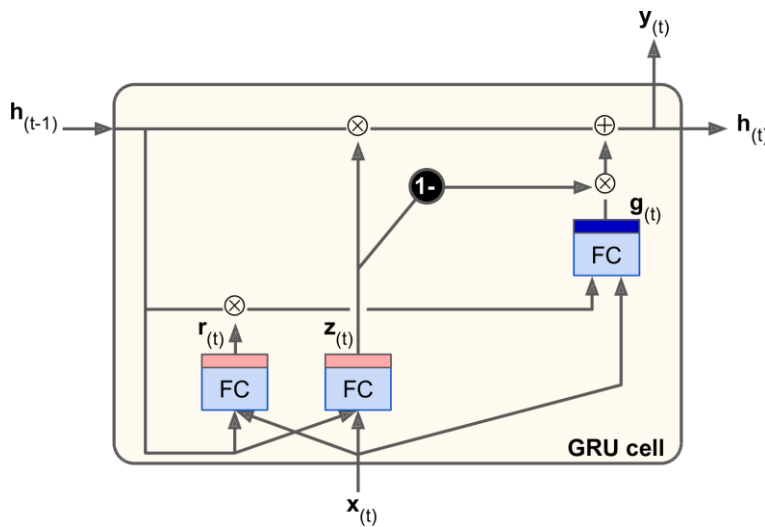 y(t)
h(t-1)
h(t)
1-
g(t)
FC
r(t)
z(t)
FC
FC
GRU cell
x(t)